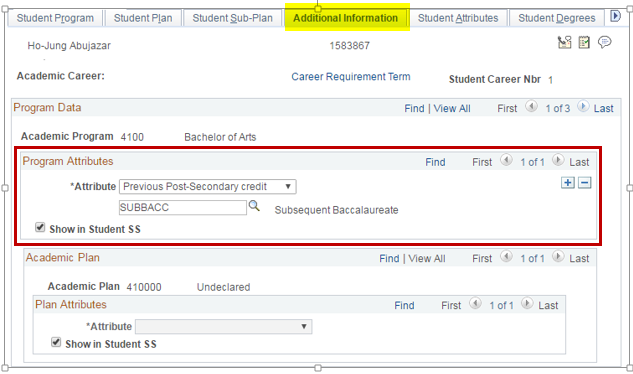 Student Program Student Plan Student Sub-Plan Additional Information Student Attributes Student Degrees
Ho-Jung Abujazar 1583867
Academic Career: Career Requirement Term Student Career Nbr 1
Program Data Find | View All First 1 of 3 Last
Academic Program 4100 Bachelor of Arts
Program Attributes Find First 1 of 1 Last
*Attribute Previous Post-Secondary credit
SUBBACC Subsequent Baccalaureate
Show in Student SS
Academic Plan Find | View All First 1 of 1 Last
Academic Plan 410000 Undeclared
Plan Attributes Find First 1 of 1 Last
*Attribute
Show in Student SS